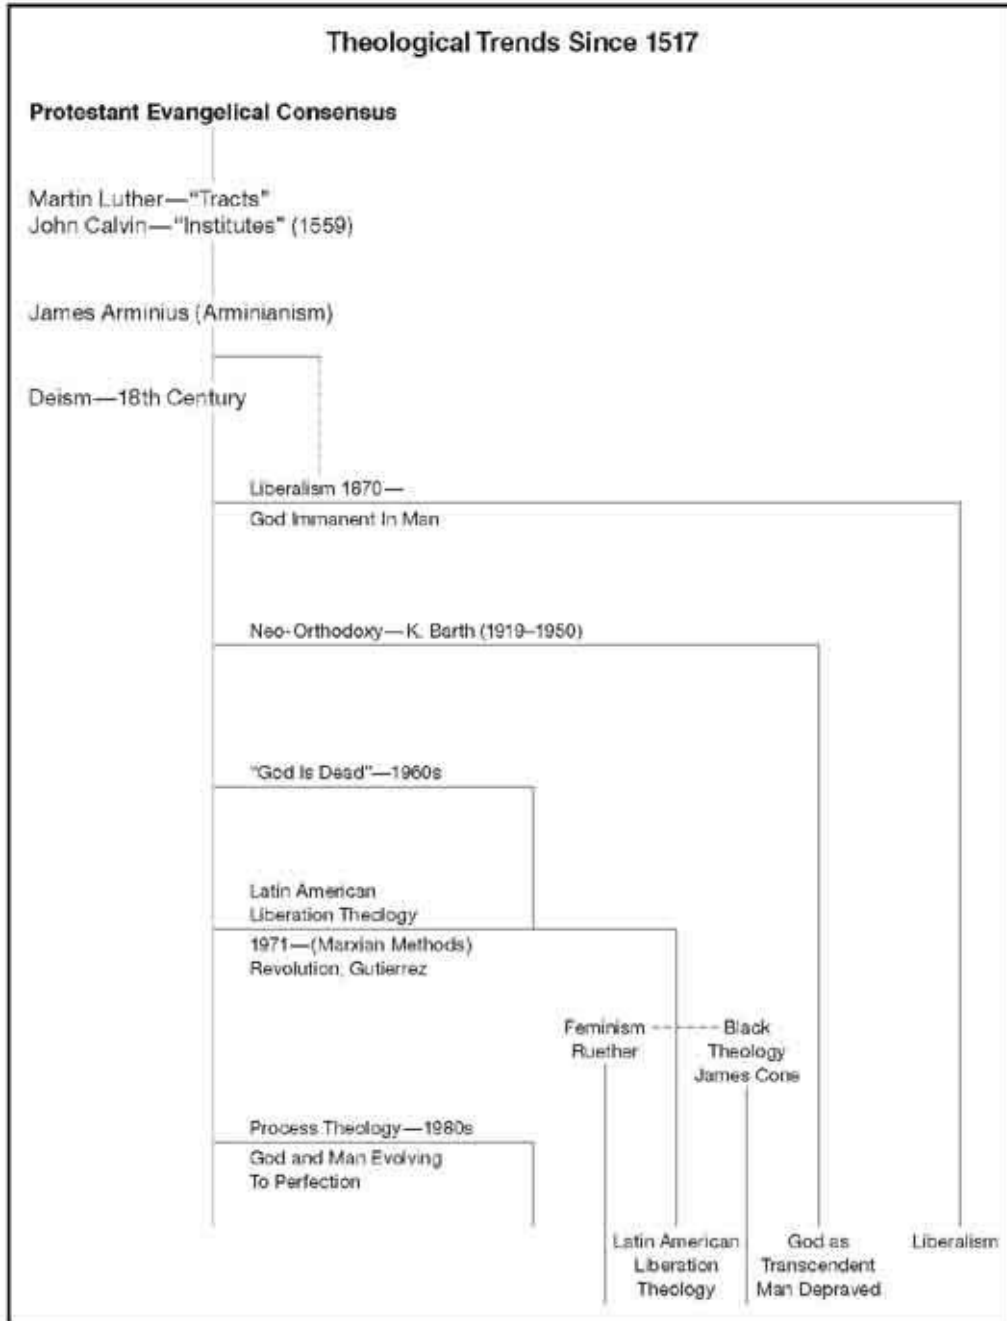 Theological Trends Since 1517
Protestant Evangelical Consensus
Martin Luther—“Tracts”
John Calvin—“Institutes” (1559)
James Arminius (Arminianism)
Deism—18th Century
Liberalism 1870—
God Immanent In Man
Neo-Orthodoxy—K. Barth (1919–1950)
“God Is Dead”—1960s
Latin American
Liberation Theology
1971—(Marxian Methods)
Revolution, Gutierrez
Feminism
Ruether
Black
Theology
James Cone
Process Theology—1980s
God and Man Evolving
To Perfection
Latin American
Liberation
Theology
God as
Transcendent
Man Depraved
Liberalism